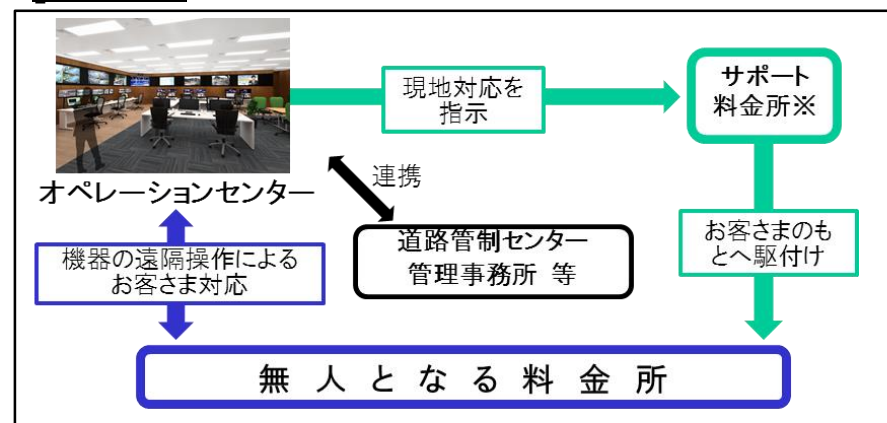 現地対応を
指示
サポート
料金所※
オペレーションセンター
連携
機器の遠隔操作による
お客さま対応
道路管制センター
管理事務所 等
お客さまのも
とへ駆付け
無人となる料金所